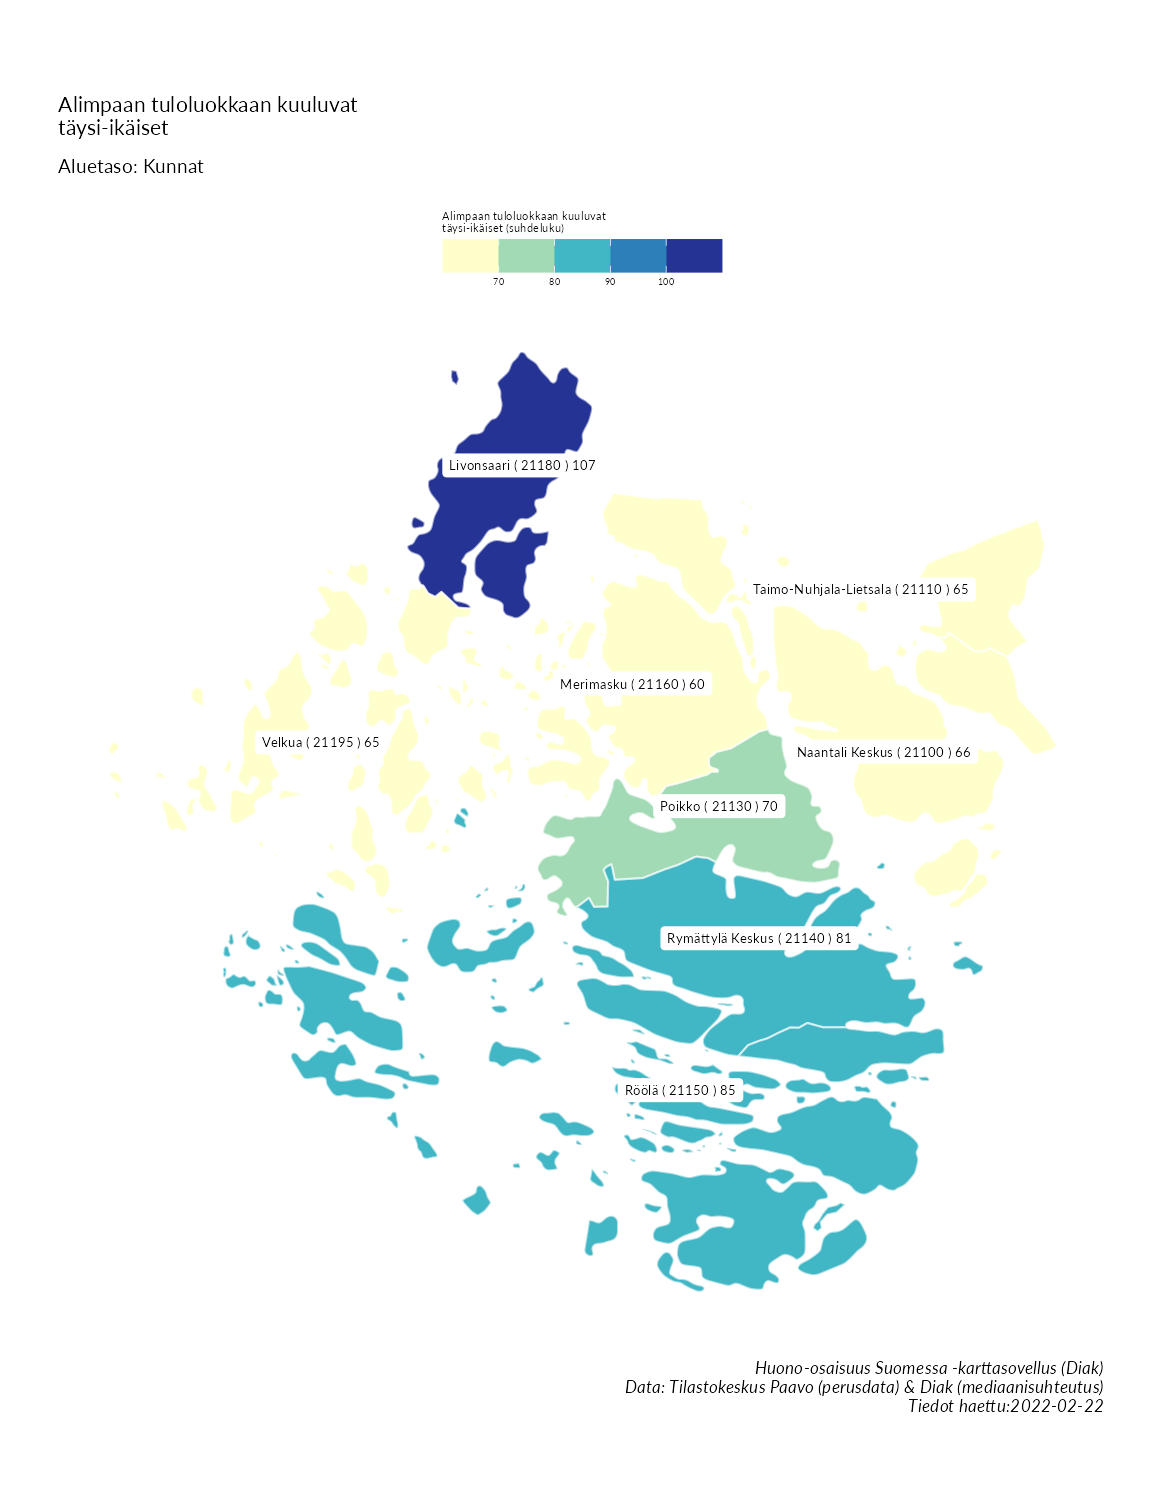 Alimpaan tuloluokkaan kuuluvat
täysi-ikäiset
Aluetaso: Kunnat
Alimpaan tuloluokkaan kuuluvat
täysi-ikäiset (suhdeluku)
70 80 90 100
Livonsaari ( 21180 ) 107
Taimo-Nuhjala-Lietsala ( 21110 ) 65
Merimasku ( 21160 ) 60
Velkua ( 21195 ) 65
Naantali Keskus ( 21100 ) 66
Poikko ( 21130 ) 70
Rymättylä Keskus ( 21140 ) 81
Röölä ( 21150 ) 85
Huono-osaisuus Suomessa -karttasovellus (Diak)
Data: Tilastokeskus Paavo (perusdata) & Diak (mediaanisuhteutus)
Tiedot haettu:2022-02-22